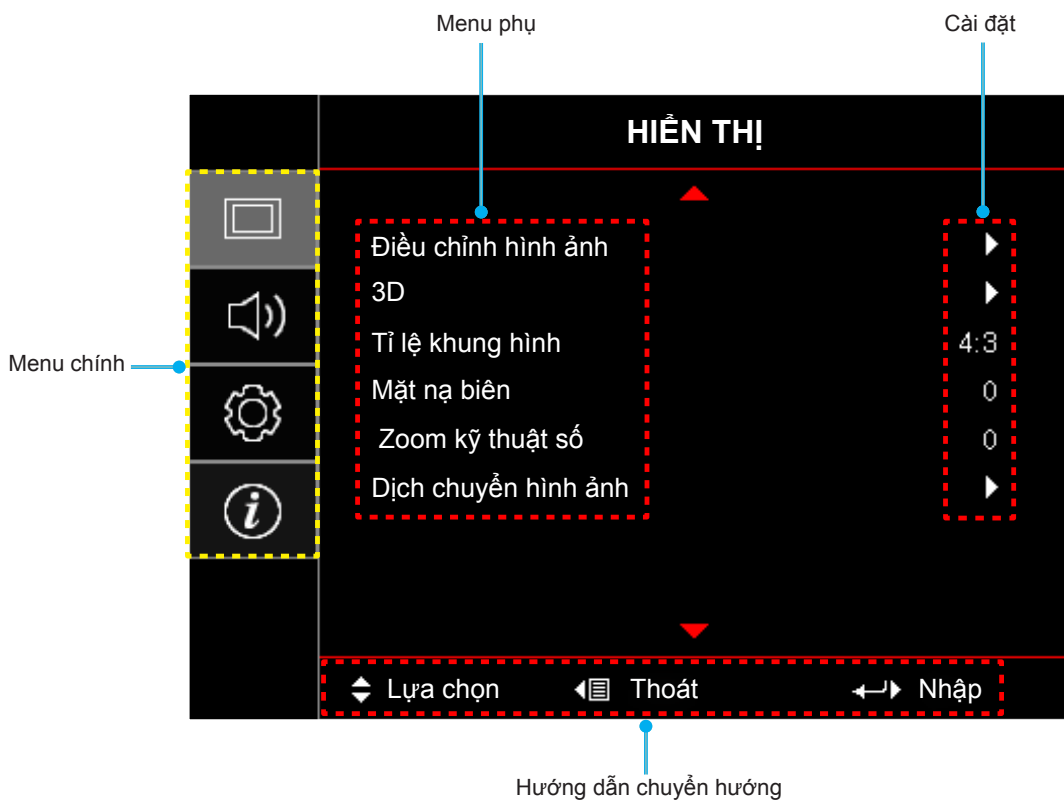 Menu phụ
Cài đặt
HIỂN THỊ
Điều chỉnh hình ảnh
3D
Tỉ lệ khung hình 4:3
Menu chính
Mặt nạ biên 0
Zoom kỹ thuật số 0
Dịch chuyển hình ảnh
Lựa chọn Thoát Nhập
Hướng dẫn chuyển hướng